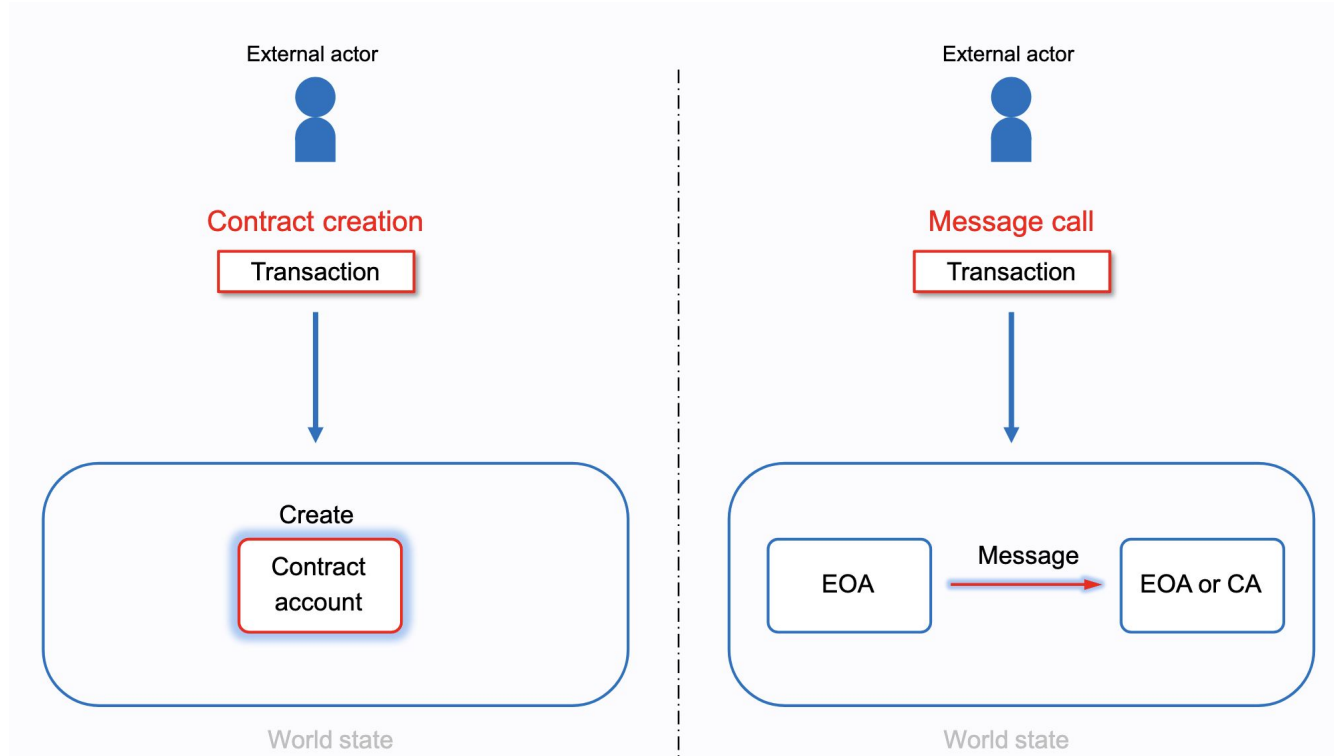 External actor
Contract creation
Transaction
Create
Contract
account
World state
External actor
Message call
Transaction
EOA
Message
EOA or CA
World state